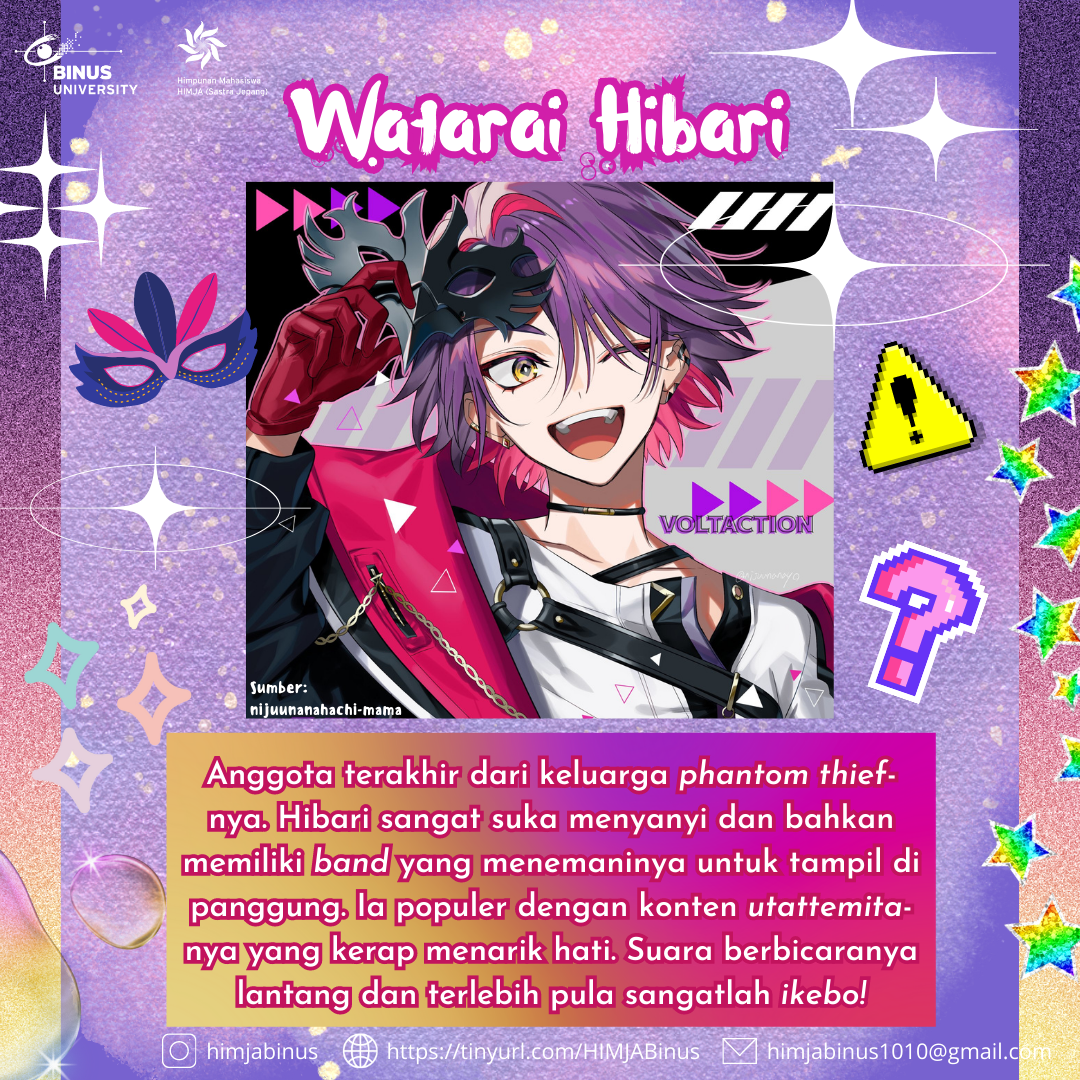 BINUS
UNIVERSITY
Himpunan Mahasiswa
HIMJA (Sastra Jepang)
Watarai Hibari
VOLTACTION
Sumber:
nijuunanahachi-mama
Anggota terakhir dari keluarga phantom thief-
nya. Hibari sangat suka menyanyi dan bahkan
memiliki band yang menemaninya untuk tampil di
panggung. Ia populer dengan konten utattemita-
nya yang kerap menarik hati. Suara berbicaranya
lantang dan terlebih pula sangatlah ikebo!
himjabinus
https://tinyurl.com/HIMJABinus
himjabinus1010@gmail.com